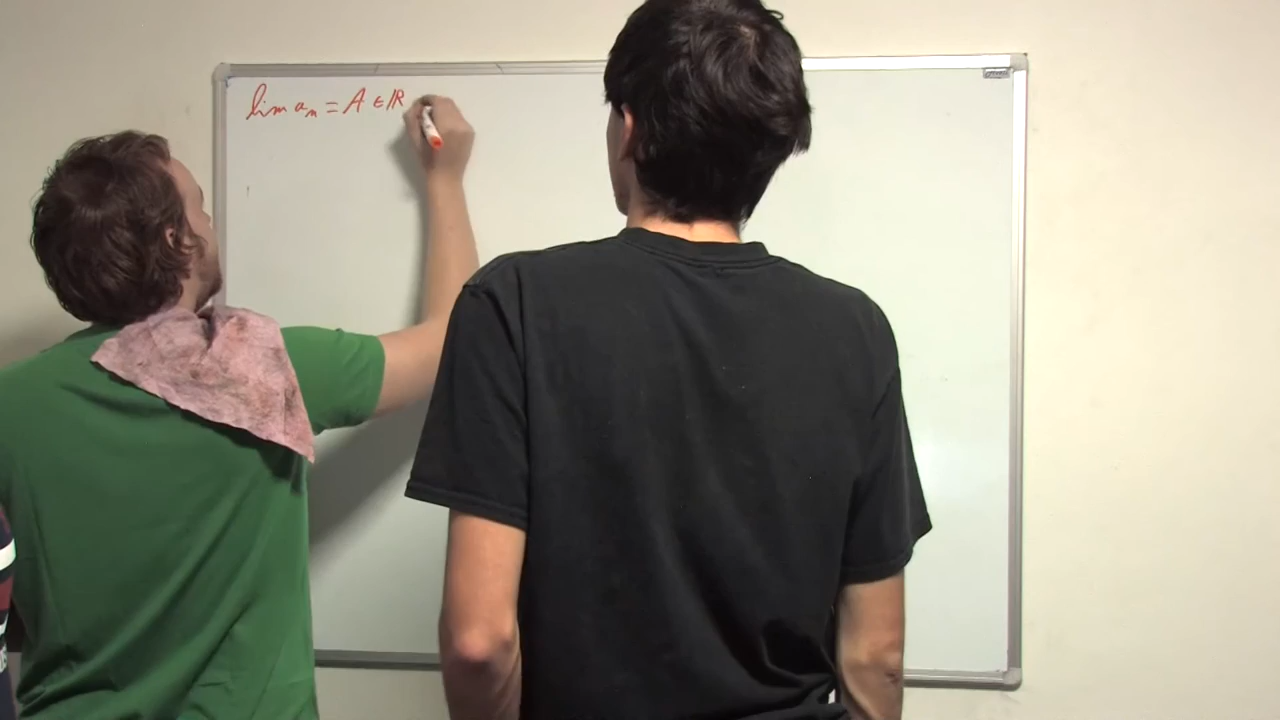 lim aₙ = A ∈ ℝ